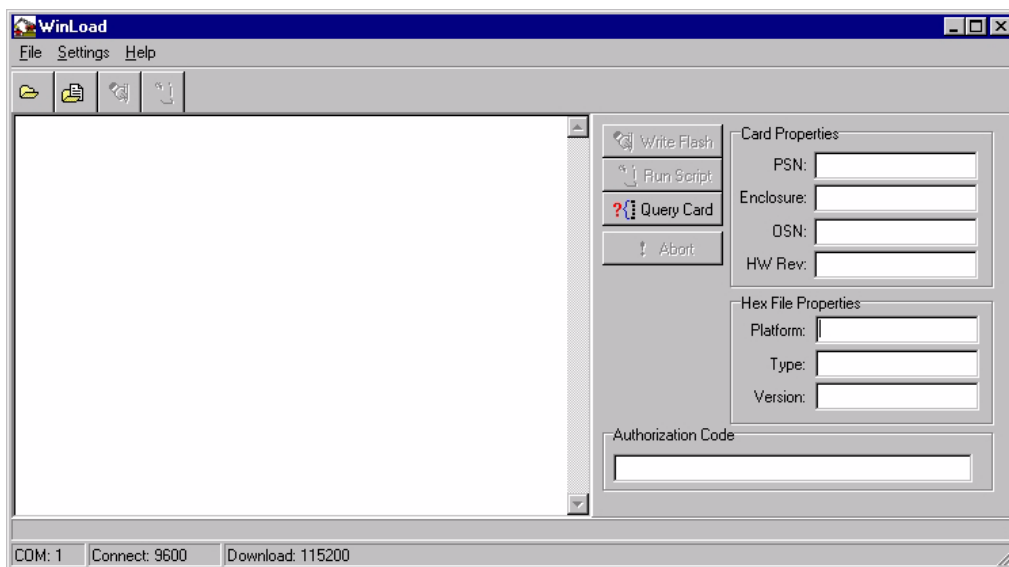 WinLoad
File Settings Help
Write Flash
Run Script
?{ Query Card
Abort
Card Properties
PSN:
Enclosure:
OSN:
HW Rev:
Hex File Properties
Platform:
Type:
Version:
Authorization Code
COM: 1 Connect: 9600 Download: 115200